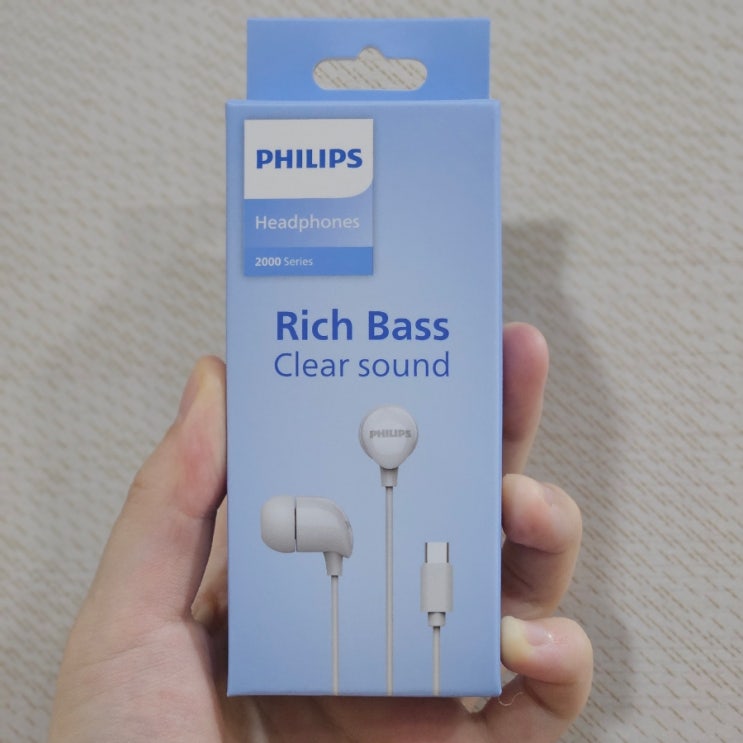 PHILIPS
Headphones
2000 Series
Rich Bass
Clear sound
PHILIPS